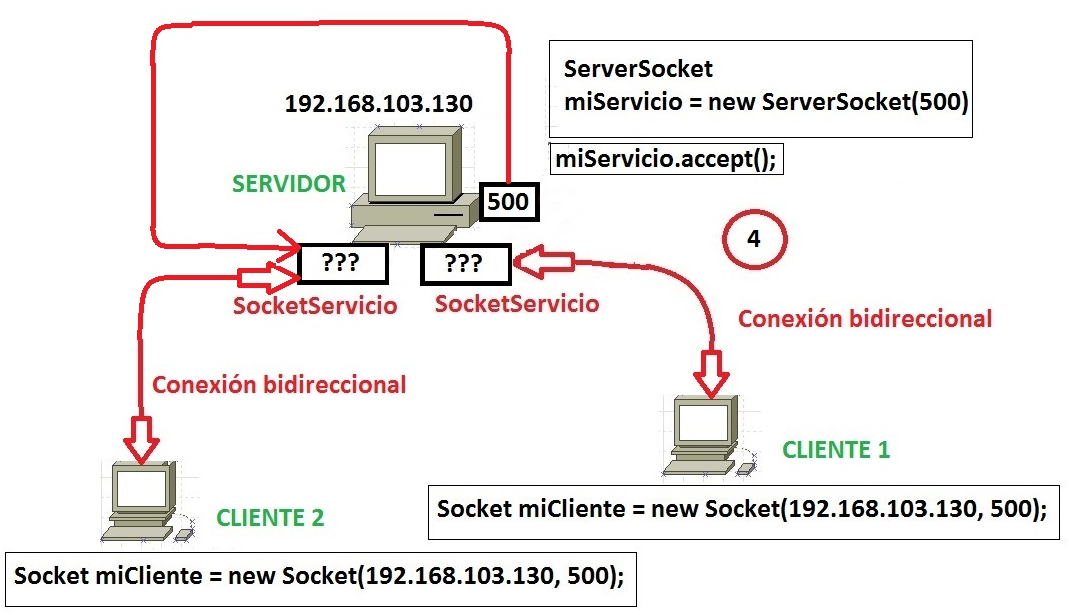 ServerSocket
miServicio = new ServerSocket(500)
192.168.103.130
miServicio.accept();
SERVIDOR
500
4
???
???
SocketServicio
SocketServicio
Conexión bidireccional
Conexión bidireccional
CLIENTE 1
Socket miCliente = new Socket(192.168.103.130, 500);
CLIENTE 2
Socket miCliente = new Socket(192.168.103.130, 500);